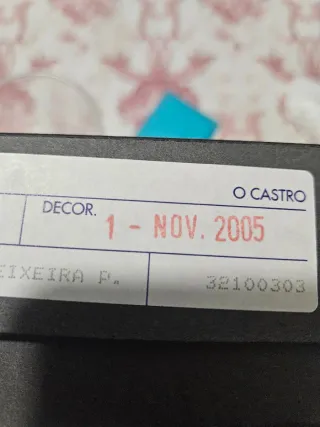 O CASTRO
DECOR. 1 - NOV. 2005
EIXEIRA P. 32100303